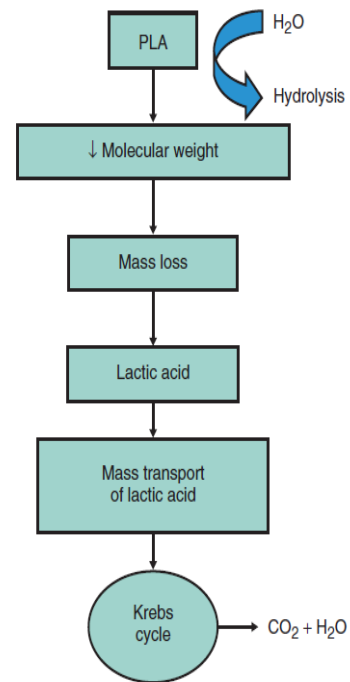 PLA
H₂O
Hydrolysis
↓ Molecular weight
Mass loss
Lactic acid
Mass transport
of lactic acid
Krebs
cycle
CO₂ + H₂O